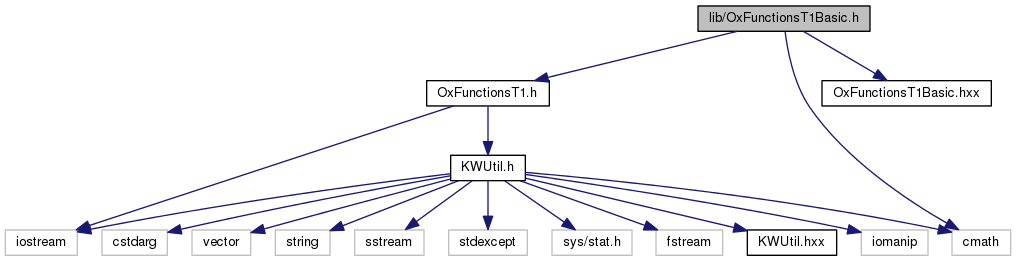 lib/OxFunctionsT1Basic.h
OxFunctionsT1.h
OxFunctionsT1Basic.hxx
KWUtil.h
iostream
cstdarg
vector
string
sstream
stdexcept
sys/stat.h
fstream
KWUtil.hxx
iomanip
cmath